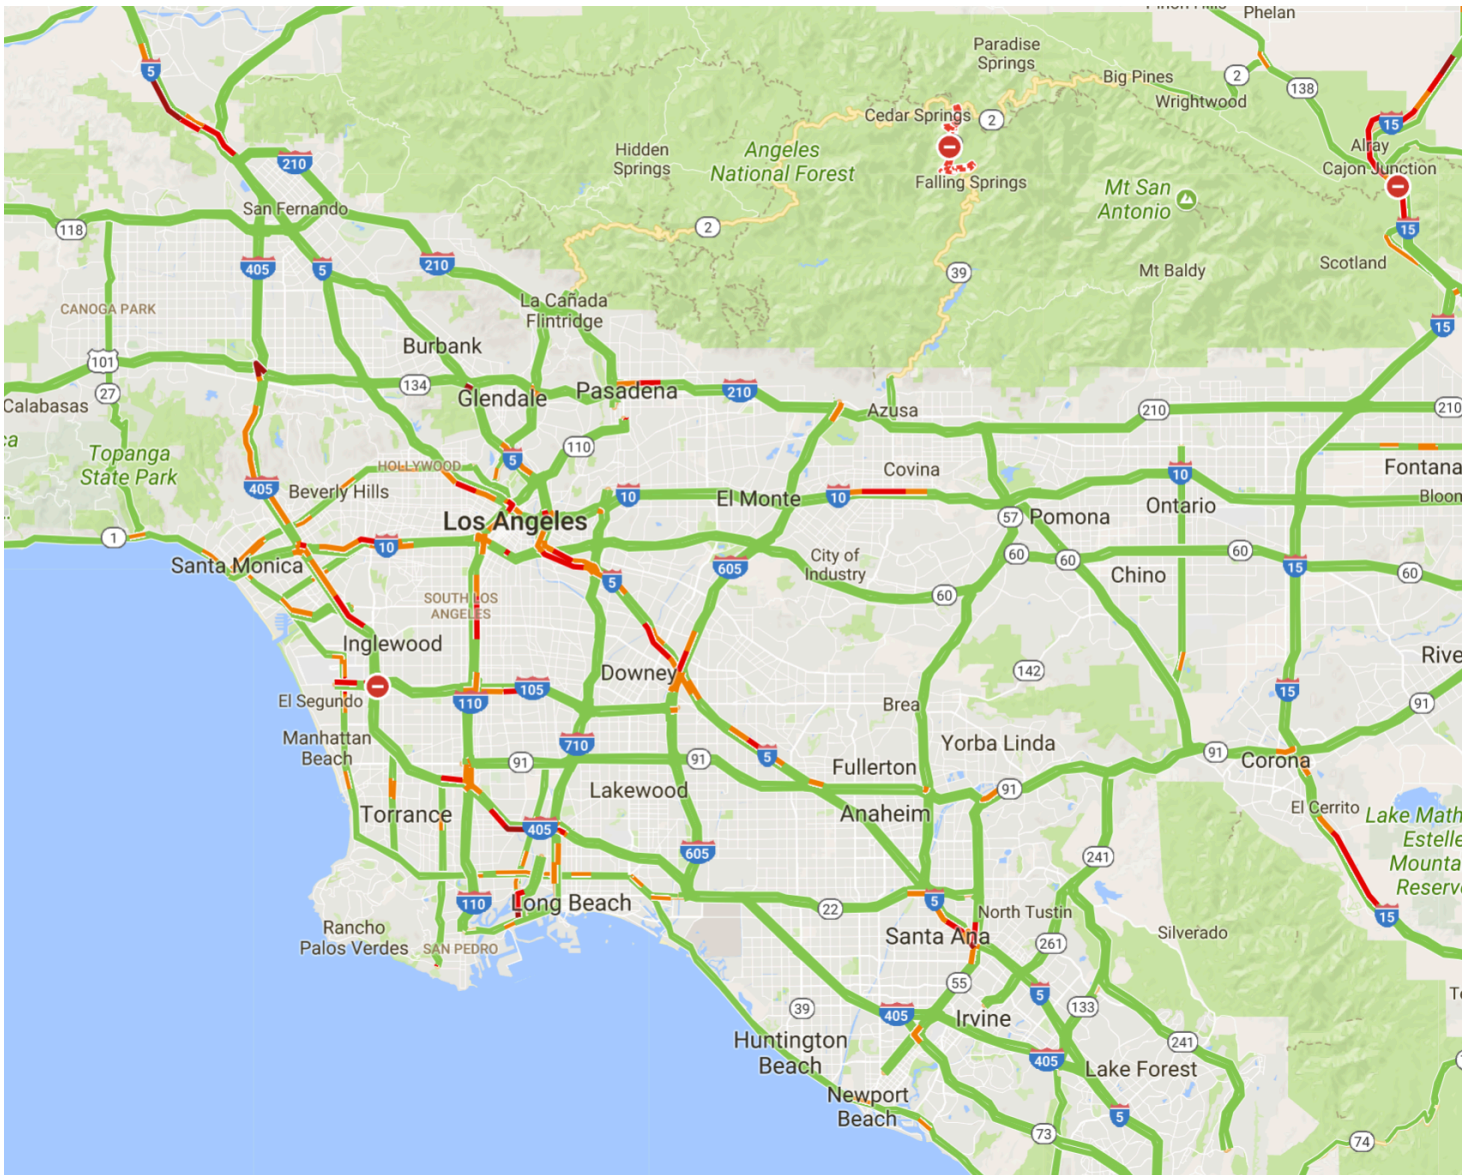 Phelan
Paradise
Springs
5
Big Pines
2
138
Wrightwood
Cedar Springs
2
15
Alray
Hidden
Springs
Angeles
National Forest
210
Cajon Junction
Falling Springs
Mt San
Antonio
San Fernando
118
2
15
405
5
210
39
Mt Baldy
Scotland
CANOGA PARK
La Cañada
Flintridge
15
Burbank
101
134
Glendale
Pasadena
210
27
Calabasas
Azusa
210
210
Topanga
State Park
110
HOLLYWOOD
5
Covina
10
Fontana
405
Beverly Hills
10
El Monte
10
Ontario
Los Angeles
57
Pomona
1
10
Santa Monica
City of
Industry
605
60
60
60
15
60
5
Chino
SOUTH LOS
ANGELES
60
Inglewood
Downey
142
El Segundo
110
105
15
91
Brea
Manhattan
Beach
710
91
91
5
Yorba Linda
91
Corona
Fullerton
Lakewood
91
Torrance
Anaheim
El Cerrito
405
605
241
110
Long Beach
22
5
North Tustin
15
Rancho
Palos Verdes
SAN PEDRO
Santa Ana
261
Silverado
55
5
39
405
Irvine
133
Huntington
Beach
405
241
Lake Forest
Newport
Beach
5
73
74